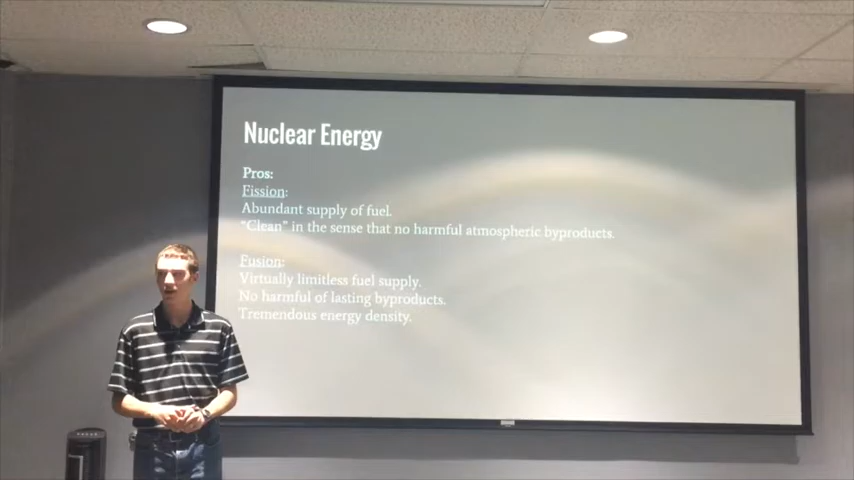 Nuclear Energy
Pros:
Fission:
Abundant supply of fuel.
“Clean” in the sense that no harmful atmospheric byproducts.
Fusion:
Virtually limitless fuel supply.
No harmful of lasting byproducts.
Tremendous energy density.